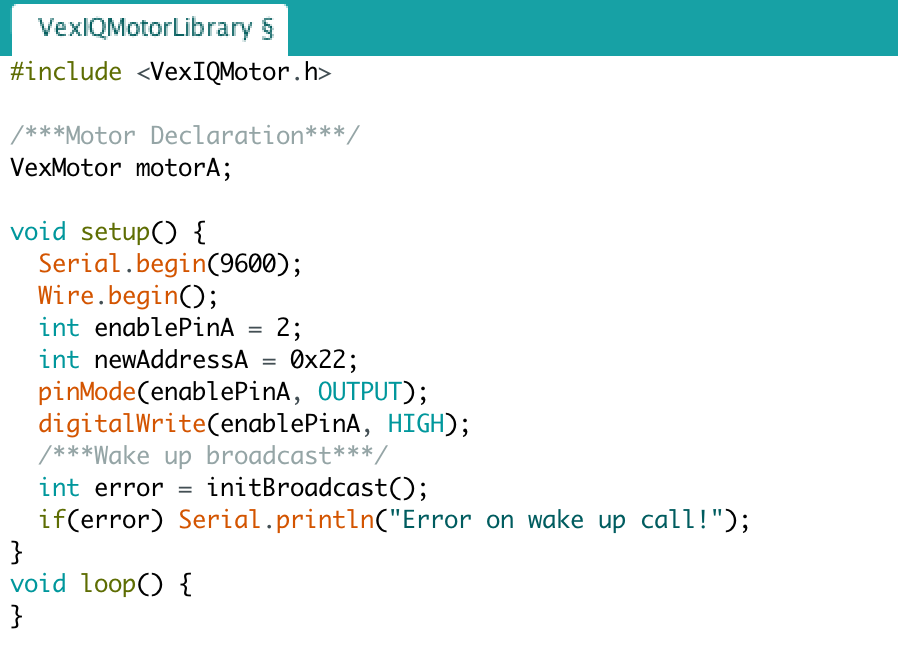 VexIQMotorLibrary §
#include <VexIQMotor.h>
/***Motor Declaration***/
VexMotor motorA;
void setup() {
  Serial.begin(9600);
  Wire.begin();
  int enablePinA = 2;
  int newAddressA = 0x22;
  pinMode(enablePinA, OUTPUT);
  digitalWrite(enablePinA, HIGH);
  /***Wake up broadcast***/
  int error = initBroadcast();
  if(error) Serial.println("Error on wake up call!");
}
void loop() {
}